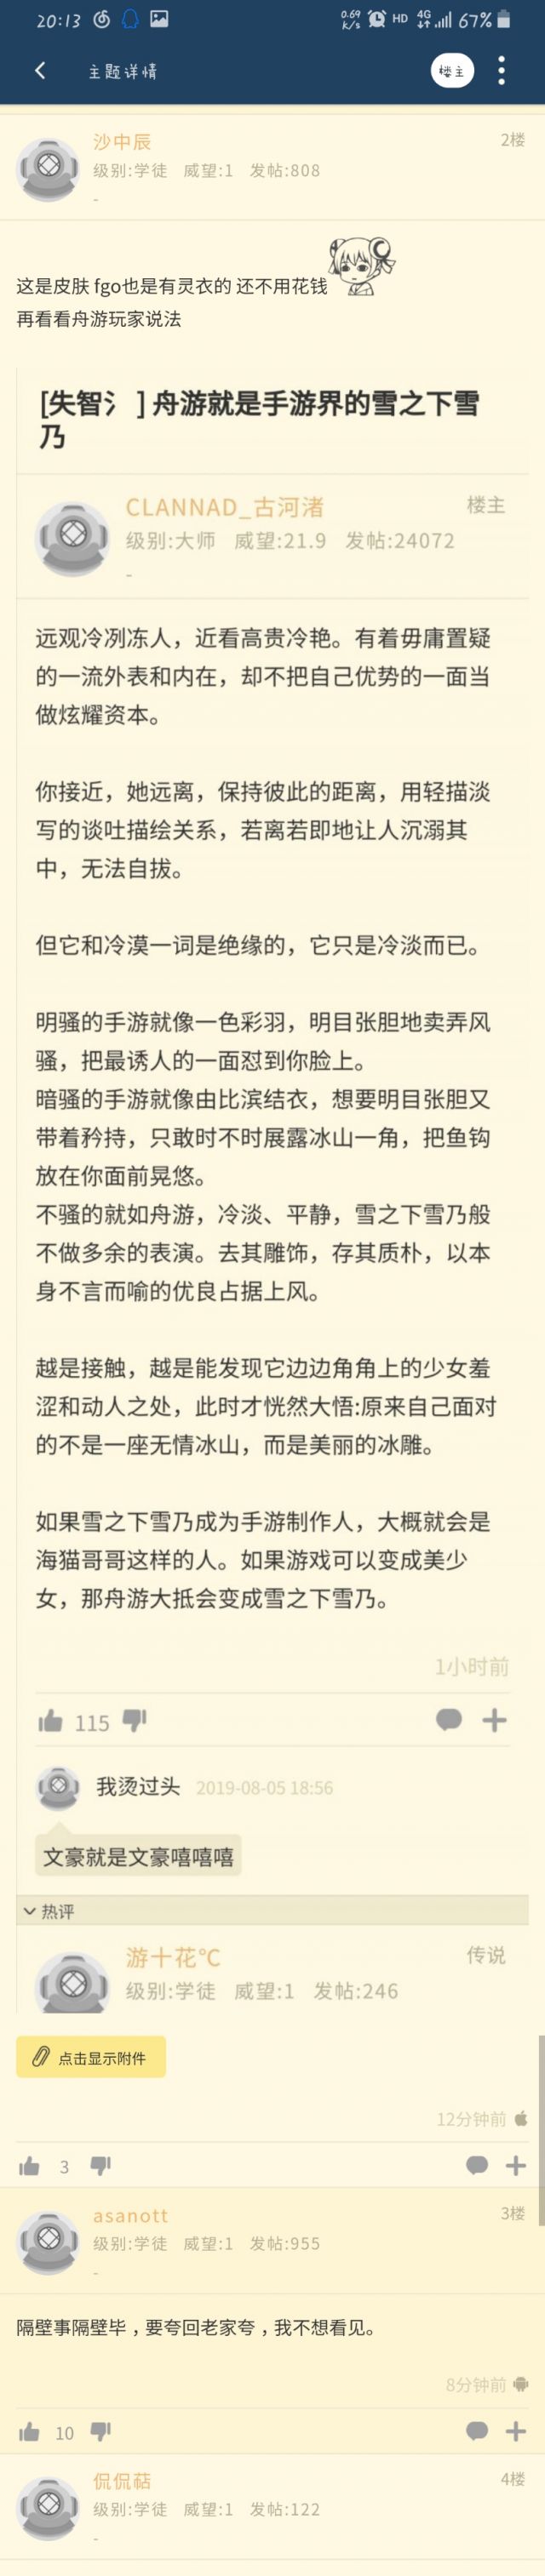 20:13
0.69 K/s HD 4G 67%
主题详情
楼主
沙中辰
2楼
级别:学徒 威望:1 发帖:808
-
这是皮肤 fgo也是有灵衣的 还不用花钱
再看看舟游玩家说法
[失智氵 ] 舟游就是手游界的雪之下雪
乃
CLANNAD_古河渚
楼主
级别:大师 威望:21.9 发帖:24072
-
远观冷冽冻人，近看高贵冷艳。有着毋庸置疑
的一流外表和内在，却不把自己优势的一面当
做炫耀资本。
你接近，她远离，保持彼此的距离，用轻描淡
写的谈吐描绘关系，若离若即地让人沉溺其
中，无法自拔。
但它和冷漠一词是绝缘的，它只是冷淡而已。
明骚的手游就像一色彩羽，明目张胆地卖弄风
骚，把最诱人的一面怼到你脸上。
暗骚的手游就像由比滨结衣，想要明目张胆又
带着矜持，只敢时不时展露冰山一角，把鱼钩
放在你面前晃悠。
不骚的就如舟游，冷淡、平静，雪之下雪乃般
不做多余的表演。去其雕饰，存其质朴，以本
身不言而喻的优良占据上风。
越是接触，越是能发现它边边角角上的少女羞
涩和动人之处，此时才恍然大悟:原来自己面对
的不是一座无情冰山，而是美丽的冰雕。
如果雪之下雪乃成为手游制作人，大概就会是
海猫哥哥这样的人。如果游戏可以变成美少
女，那舟游大抵会变成雪之下雪乃。
1小时前
115
我烫过头 2019-08-05 18:56
文豪就是文豪嘻嘻嘻
热评
游十花℃
传说
级别:学徒 威望:1 发帖:246
点击显示附件
12分钟前
3
asanott
3楼
级别:学徒 威望:1 发帖:955
-
隔壁事隔壁毕，要夸回老家夸，我不想看见。
8分钟前
10
侃侃萜
4楼
级别:学徒 威望:1 发帖:122
-